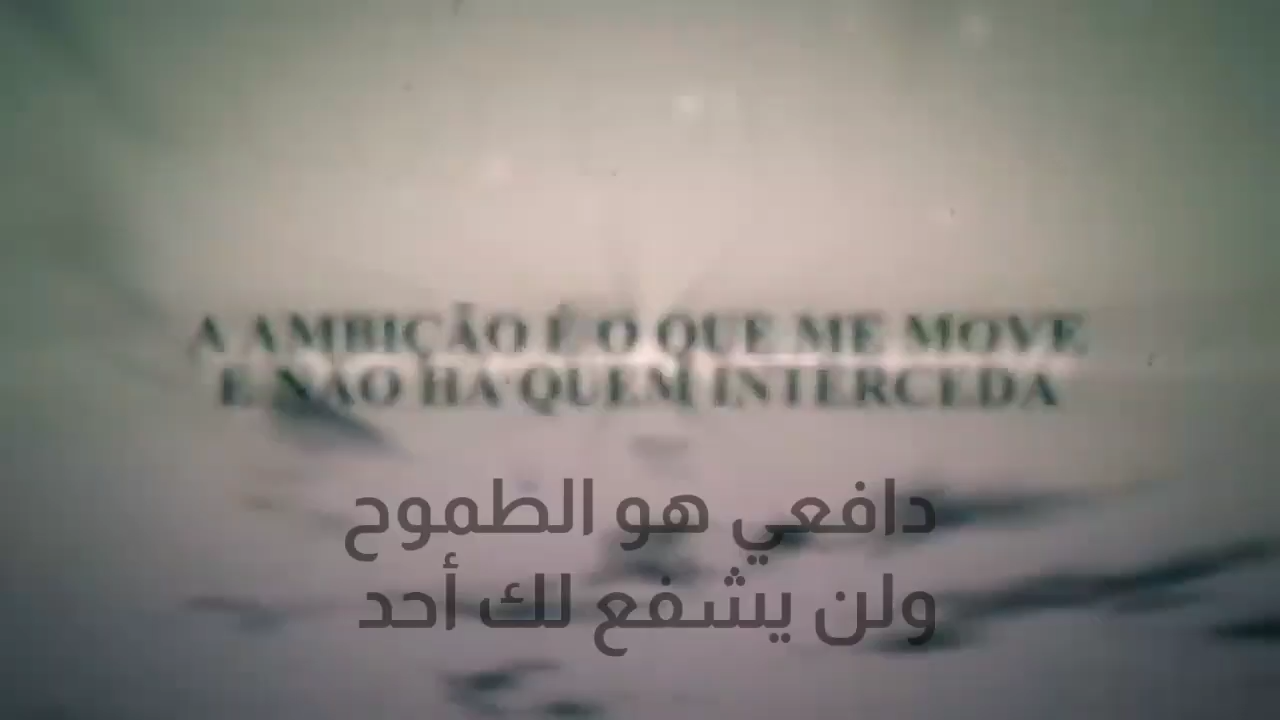 A AMBIÇÃO É O QUE ME MOVE
E NÃO HÁ QUEM INTERCEDA
دافعي هو الطموح
ولن يشفع لك أحد